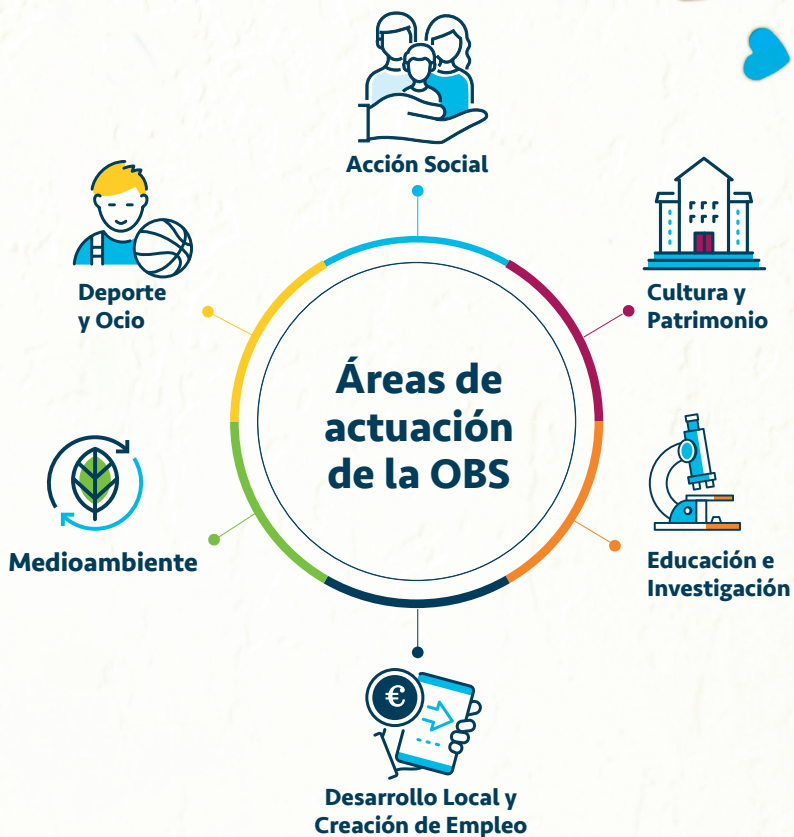 Acción Social
Deporte
y Ocio
Cultura y
Patrimonio
Áreas de
actuación
de la OBS
Medioambiente
Educación e
Investigación
€
Desarrollo Local y
Creación de Empleo